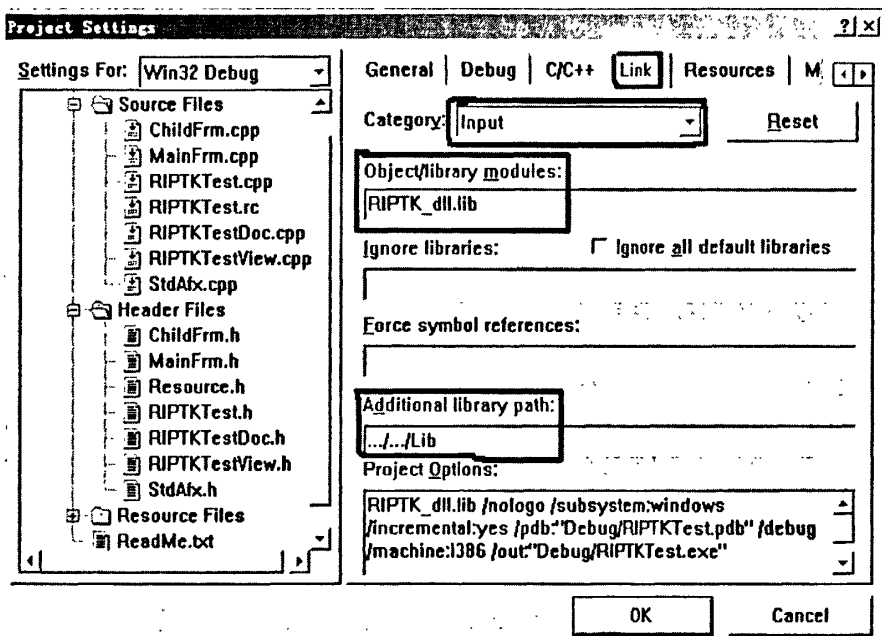 Project Settings
Settings For: Win32 Debug
Source Files
ChildFrm.cpp
MainFrm.cpp
RIPTKTest.cpp
RIPTKTest.rc
RIPTKTestDoc.cpp
RIPTKTestView.cpp
StdAfx.cpp
Header Files
ChildFrm.h
MainFrm.h
Resource.h
RIPTKTest.h
RIPTKTestDoc.h
RIPTKTestView.h
StdAfx.h
Resource Files
ReadMe.txt
General Debug C/C++ Link Resources M
Category: Input Reset
Object/library modules:
RIPTK_dll.lib
Ignore libraries: Ignore all default libraries
Force symbol references:
Additional library path:
.../.../Lib
Project Options:
RIPTK_dll.lib /nologo /subsystem:windows
/incremental:yes /pdb:"Debug/RIPTKTest.pdb" /debug
/machine:I386 /out:"Debug/RIPTKTest.exe"
OK Cancel